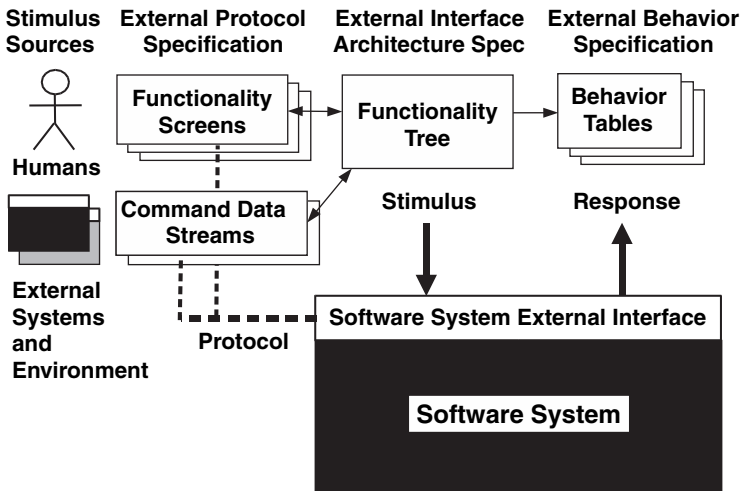 Stimulus
Sources
External Protocol
Specification
External Interface
Architecture Spec
External Behavior
Specification
Functionality
Screens
Functionality
Tree
Behavior
Tables
Humans
Command Data
Streams
Stimulus
Response
External
Systems
and
Environment
Protocol
Software System External Interface
Software System